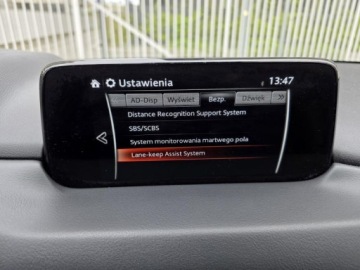 Ustawienia 13:47
AD-Disp Wyświet Bezp. Dźwięk
Distance Recognition Support System
SBS/SCBS
System monitorowania martwego pola
Lane-keep Assist System